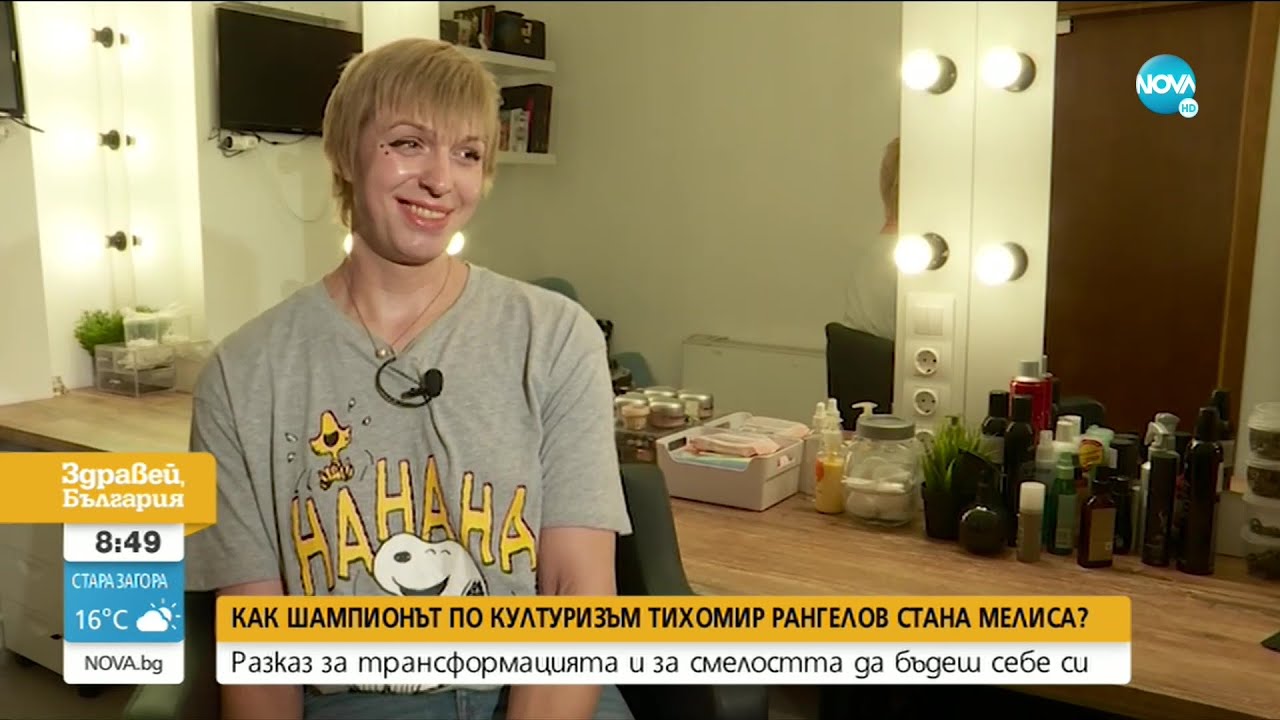 NOVA
HD
HAHAHA
HAHAHA
Здравей,
България
8:49
СТАРА ЗАГОРА
16°C
NOVA.bg
КАК ШАМПИОНЪТ ПО КУЛТУРИЗЪМ ТИХОМИР РАНГЕЛОВ СТАНА МЕЛИСА?
Разказ за трансформацията и за смелостта да бъдеш себе си